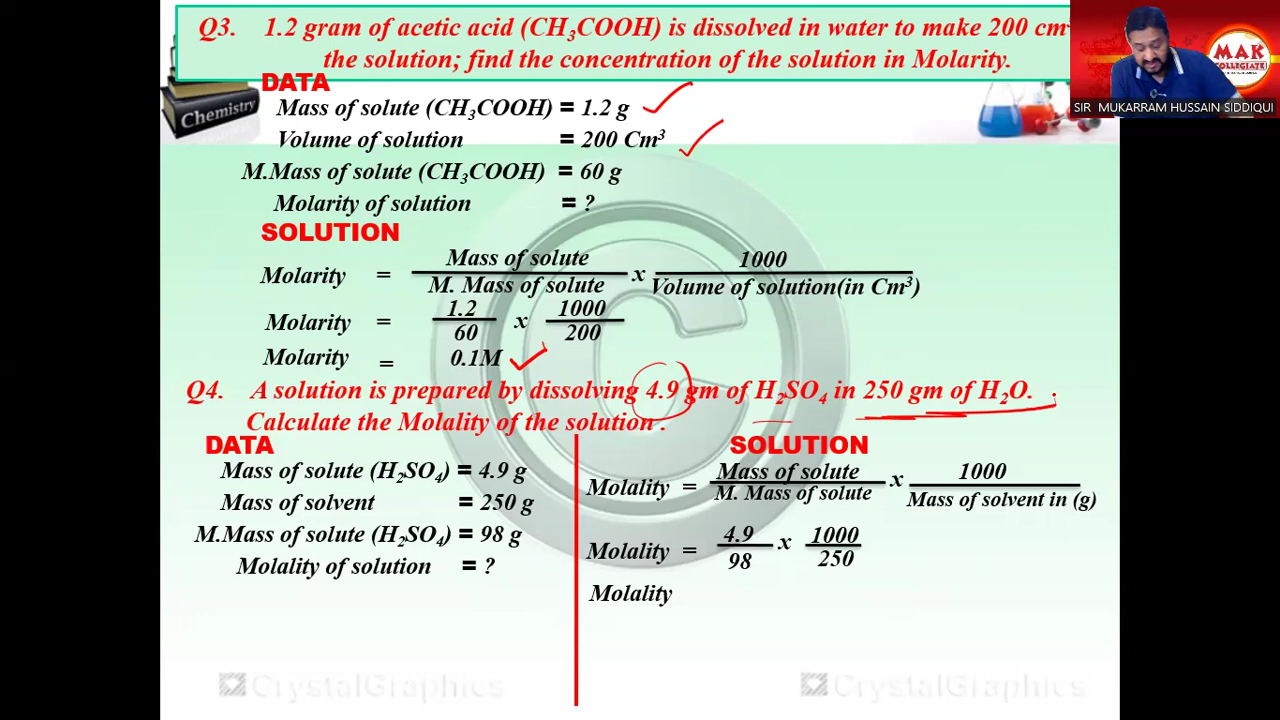 Q3. 1.2 gram of acetic acid (CH₃COOH) is dissolved in water to make 200 cm
the solution; find the concentration of the solution in Molarity.
MAK
COLLEGIATE
SIR MUKARRAM HUSSAIN SIDDIQUI
Chemistry
DATA
Mass of solute (CH₃COOH) = 1.2 g
Volume of solution = 200 Cm³
M.Mass of solute (CH₃COOH) = 60 g
Molarity of solution = ?
SOLUTION
Molarity = Mass of solute / M. Mass of solute x 1000 / Volume of solution(in Cm³)
Molarity = 1.2 / 60 x 1000 / 200
Molarity = 0.1M
Q4. A solution is prepared by dissolving 4.9 gm of H₂SO₄ in 250 gm of H₂O.
Calculate the Molality of the solution .
DATA
Mass of solute (H₂SO₄) = 4.9 g
Mass of solvent = 250 g
M.Mass of solute (H₂SO₄) = 98 g
Molality of solution = ?
SOLUTION
Molality = Mass of solute / M. Mass of solute x 1000 / Mass of solvent in (g)
Molality = 4.9 / 98 x 1000 / 250
Molality
CrystalGraphics
CrystalGraphics